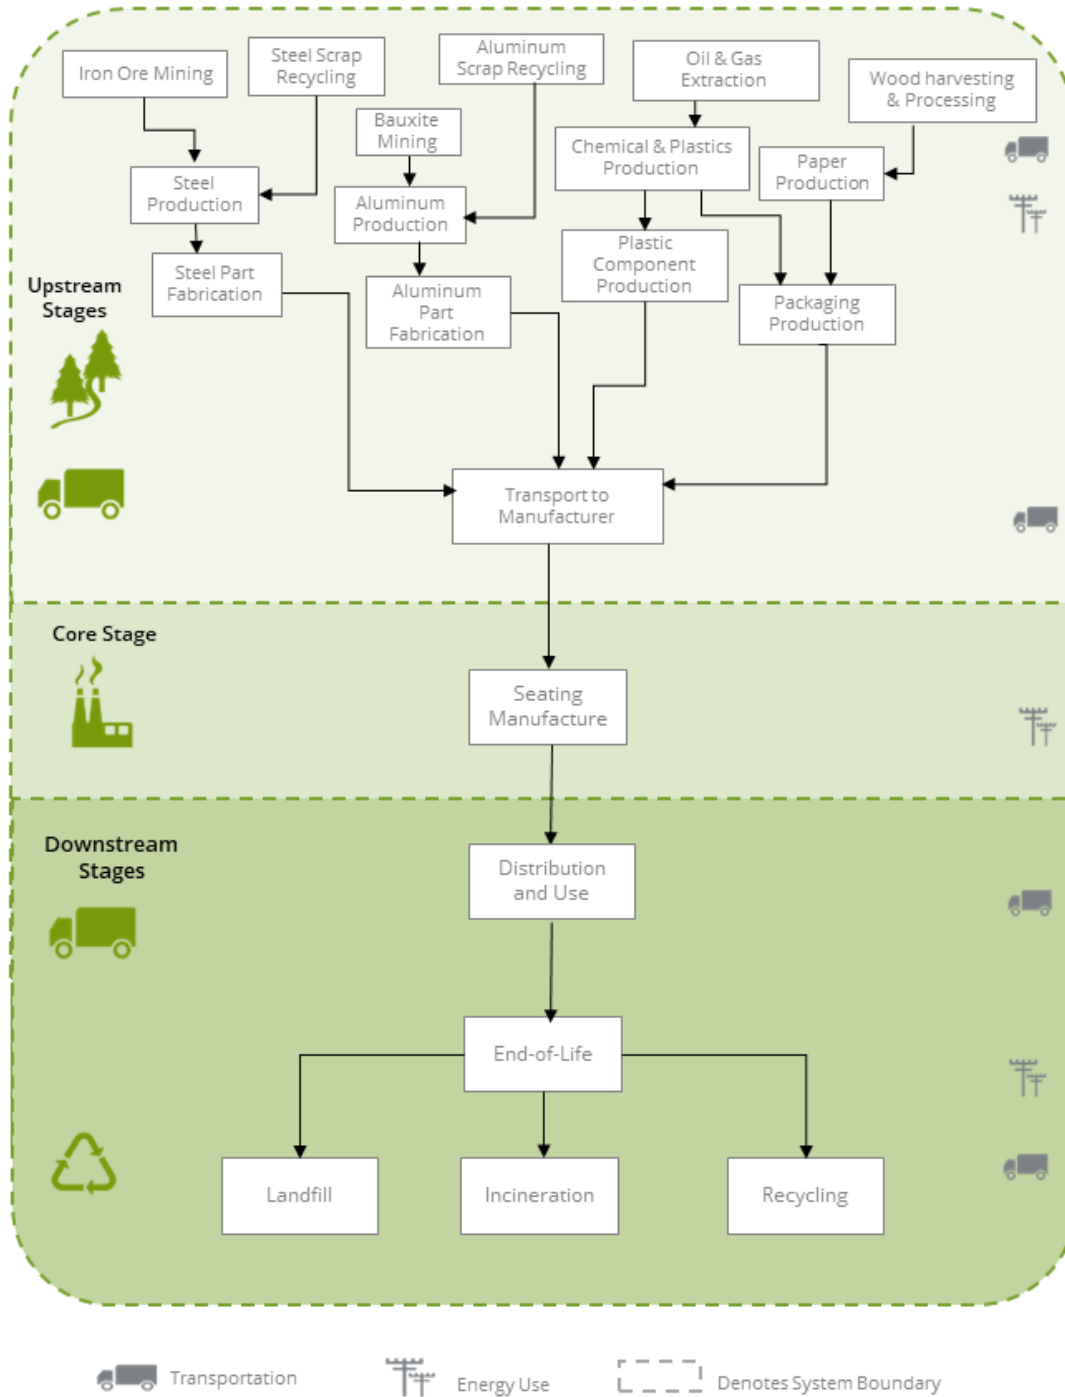 Iron Ore Mining
Steel Scrap
Recycling
Aluminum
Scrap Recycling
Oil & Gas
Extraction
Wood harvesting
& Processing
Bauxite
Mining
Chemical & Plastics
Production
Paper
Production
Steel
Production
Aluminum
Production
Plastic
Component
Production
Steel Part
Fabrication
Aluminum
Part
Fabrication
Packaging
Production
Upstream
Stages
Transport to
Manufacturer
Core Stage
Seating
Manufacture
Downstream
Stages
Distribution
and Use
End-of-Life
Landfill
Incineration
Recycling
Transportation
Energy Use
Denotes System Boundary